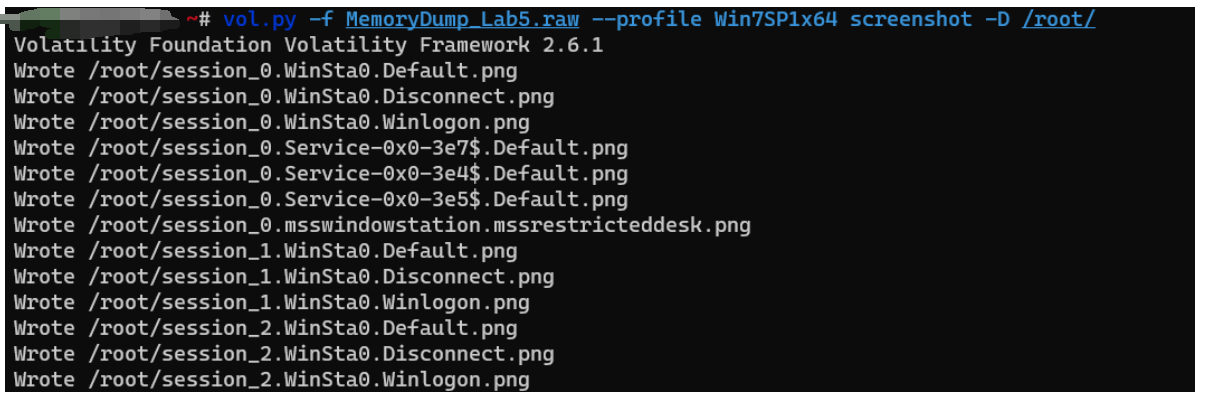 ~# vol.py -f MemoryDump_Lab5.raw --profile Win7SP1x64 screenshot -D /root/
Volatility Foundation Volatility Framework 2.6.1
Wrote /root/session_0.WinSta0.Default.png
Wrote /root/session_0.WinSta0.Disconnect.png
Wrote /root/session_0.WinSta0.Winlogon.png
Wrote /root/session_0.Service-0x0-3e7$.Default.png
Wrote /root/session_0.Service-0x0-3e4$.Default.png
Wrote /root/session_0.Service-0x0-3e5$.Default.png
Wrote /root/session_0.msswindowstation.mssrestricteddesk.png
Wrote /root/session_1.WinSta0.Default.png
Wrote /root/session_1.WinSta0.Disconnect.png
Wrote /root/session_1.WinSta0.Winlogon.png
Wrote /root/session_2.WinSta0.Default.png
Wrote /root/session_2.WinSta0.Disconnect.png
Wrote /root/session_2.WinSta0.Winlogon.png